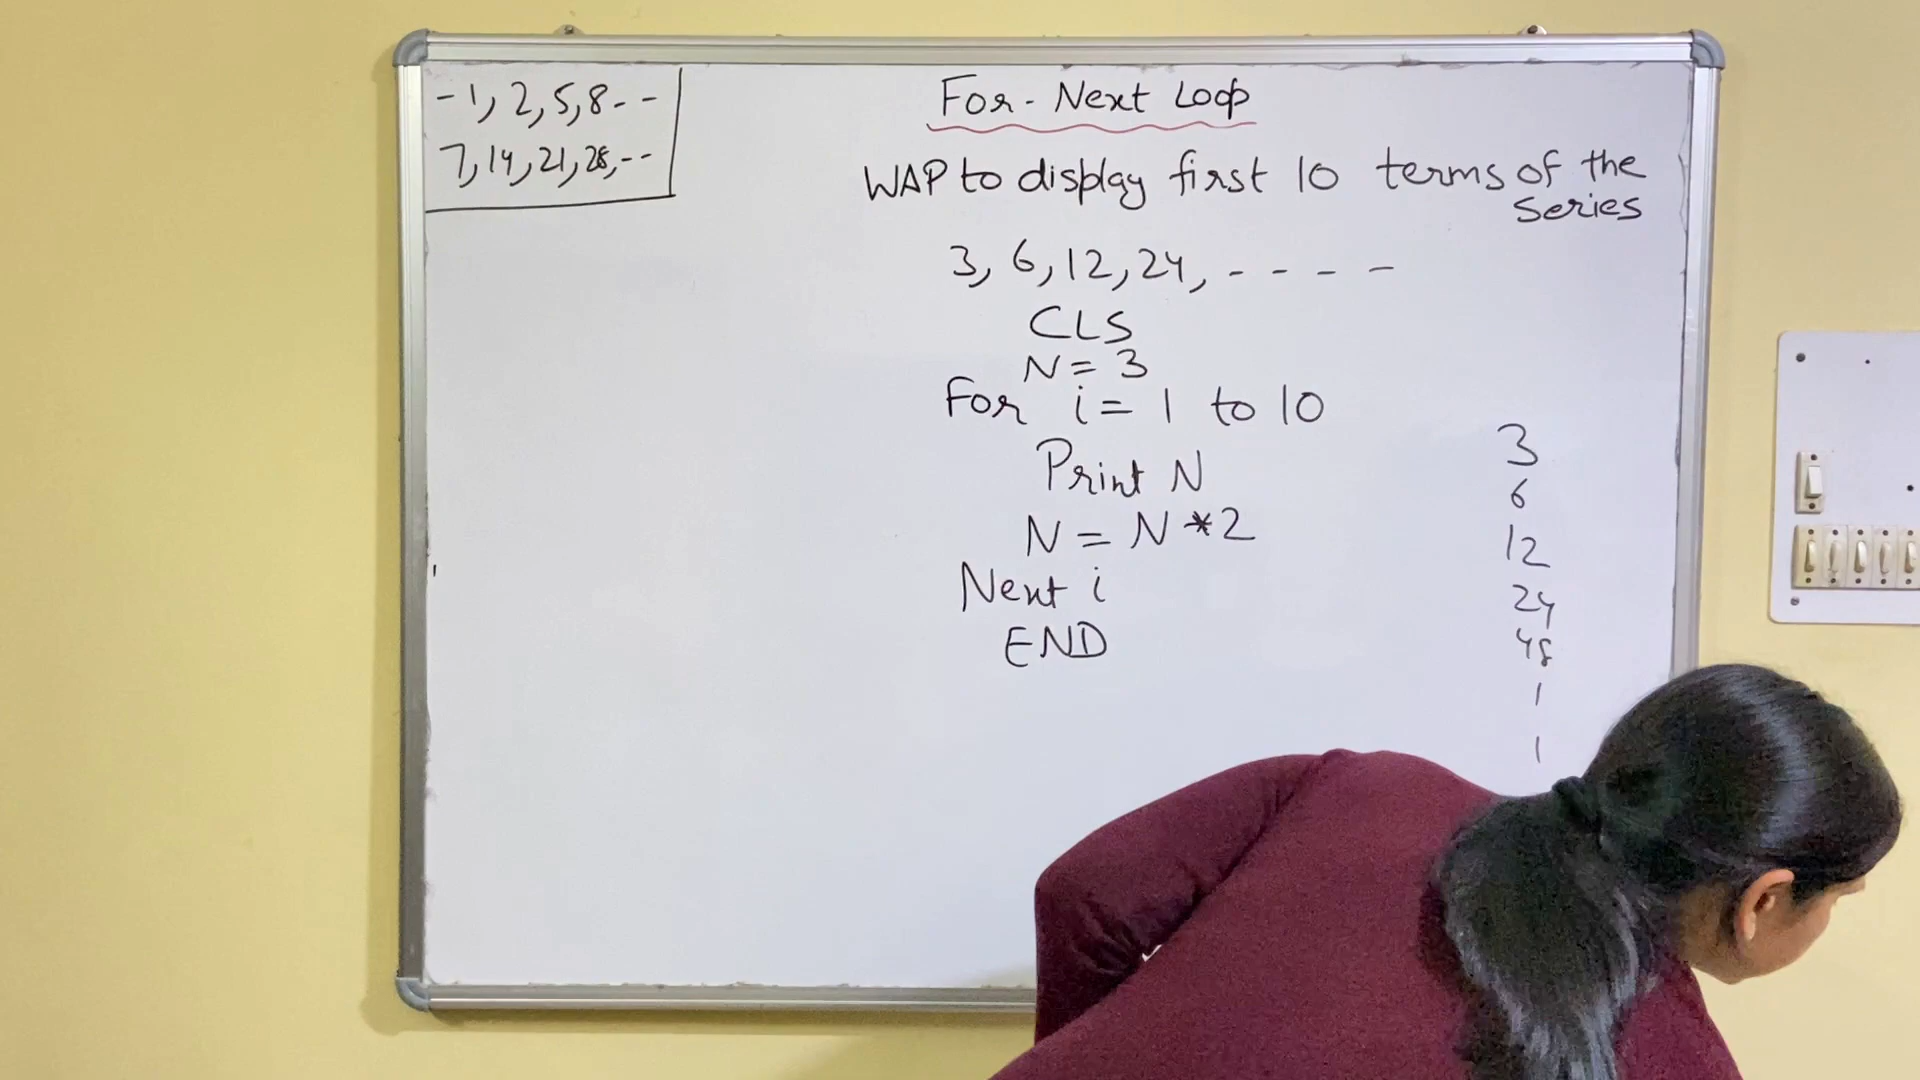 -1, 2, 5, 8 - -
7, 14, 21, 28, - -
For - Next Loop
WAP to display first 10 terms of the
series
3, 6, 12, 24, - - - -
CLS
N = 3
For i = 1 to 10
Print N
N = N * 2
Next i
END
3
6
12
24
48